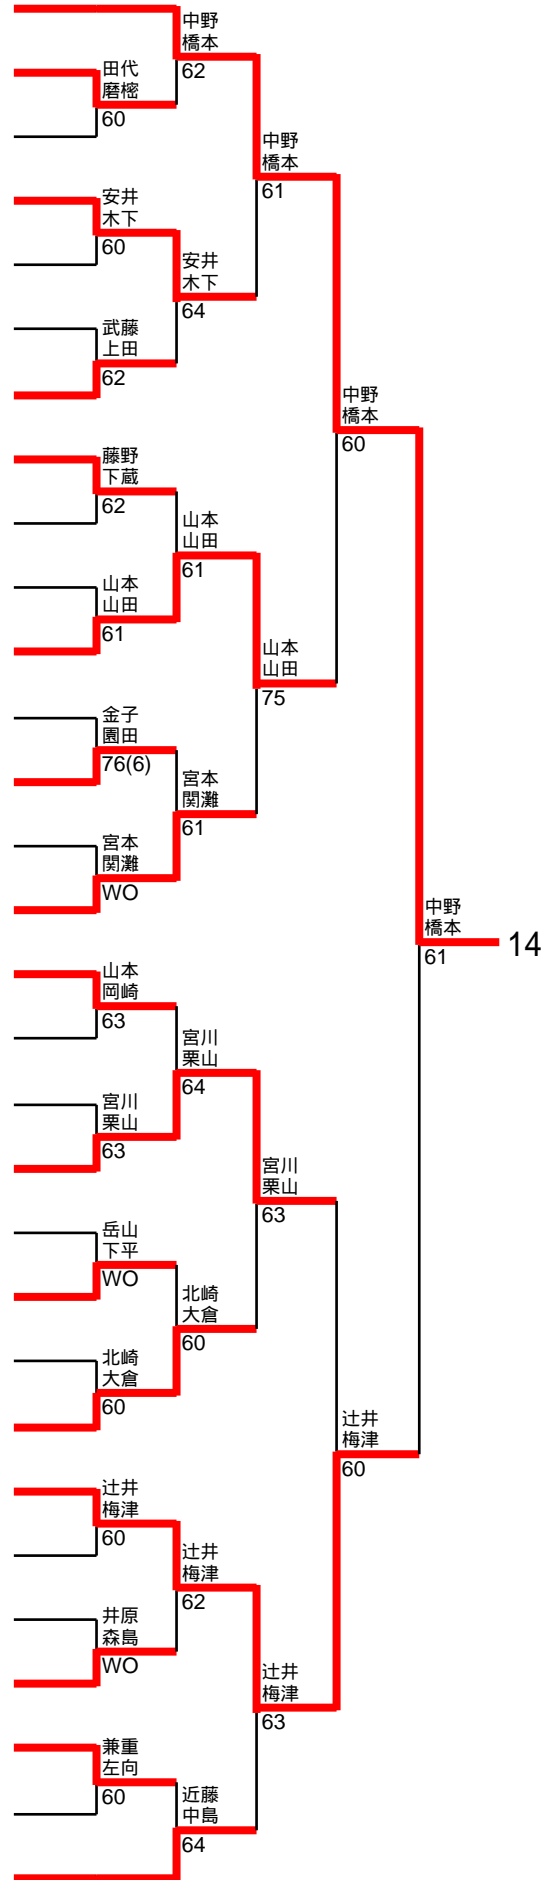 中野
橋本
62
田代
磨樒
60
中野
橋本
61
安井
木下
60
安井
木下
64
武藤
上田
62
中野
橋本
60
藤野
下蔵
62
山本
山田
61
山本
山田
61
山本
山田
75
金子
園田
76(6)
宮本
関灘
61
宮本
関灘
WO
中野
橋本
61
14
山本
岡崎
63
宮川
栗山
64
宮川
栗山
63
宮川
栗山
63
岳山
下平
WO
北崎
大倉
60
北崎
大倉
60
辻井
梅津
60
辻井
梅津
60
辻井
梅津
62
井原
森島
WO
辻井
梅津
63
兼重
左向
60
近藤
中島
64